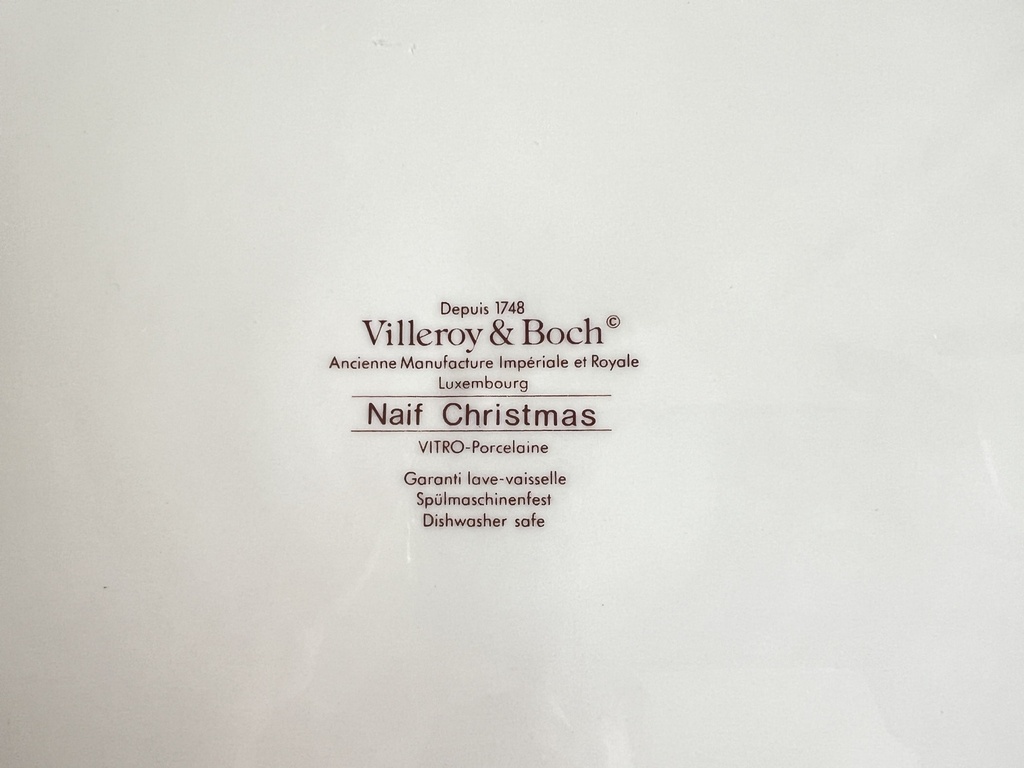 Depuis 1748
Villeroy & Boch©
Ancienne Manufacture Impériale et Royale
Luxembourg
Naif Christmas
VITRO-Porcelaine
Garanti lave-vaisselle
Spülmaschinenfest
Dishwasher safe